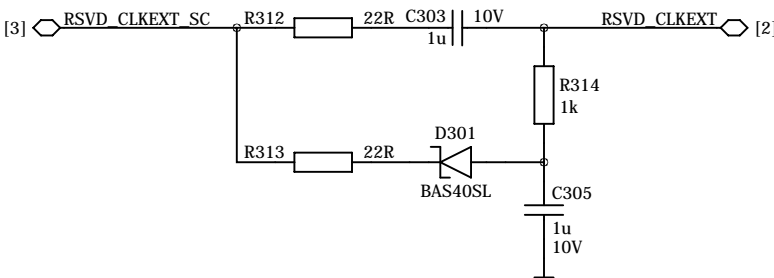 [3] RSVD_CLKEXT_SC R312 22R C303 10V RSVD_CLKEXT [2]
1u
R314
1k
D301
R313 22R
BAS40SL
C305
1u
10V